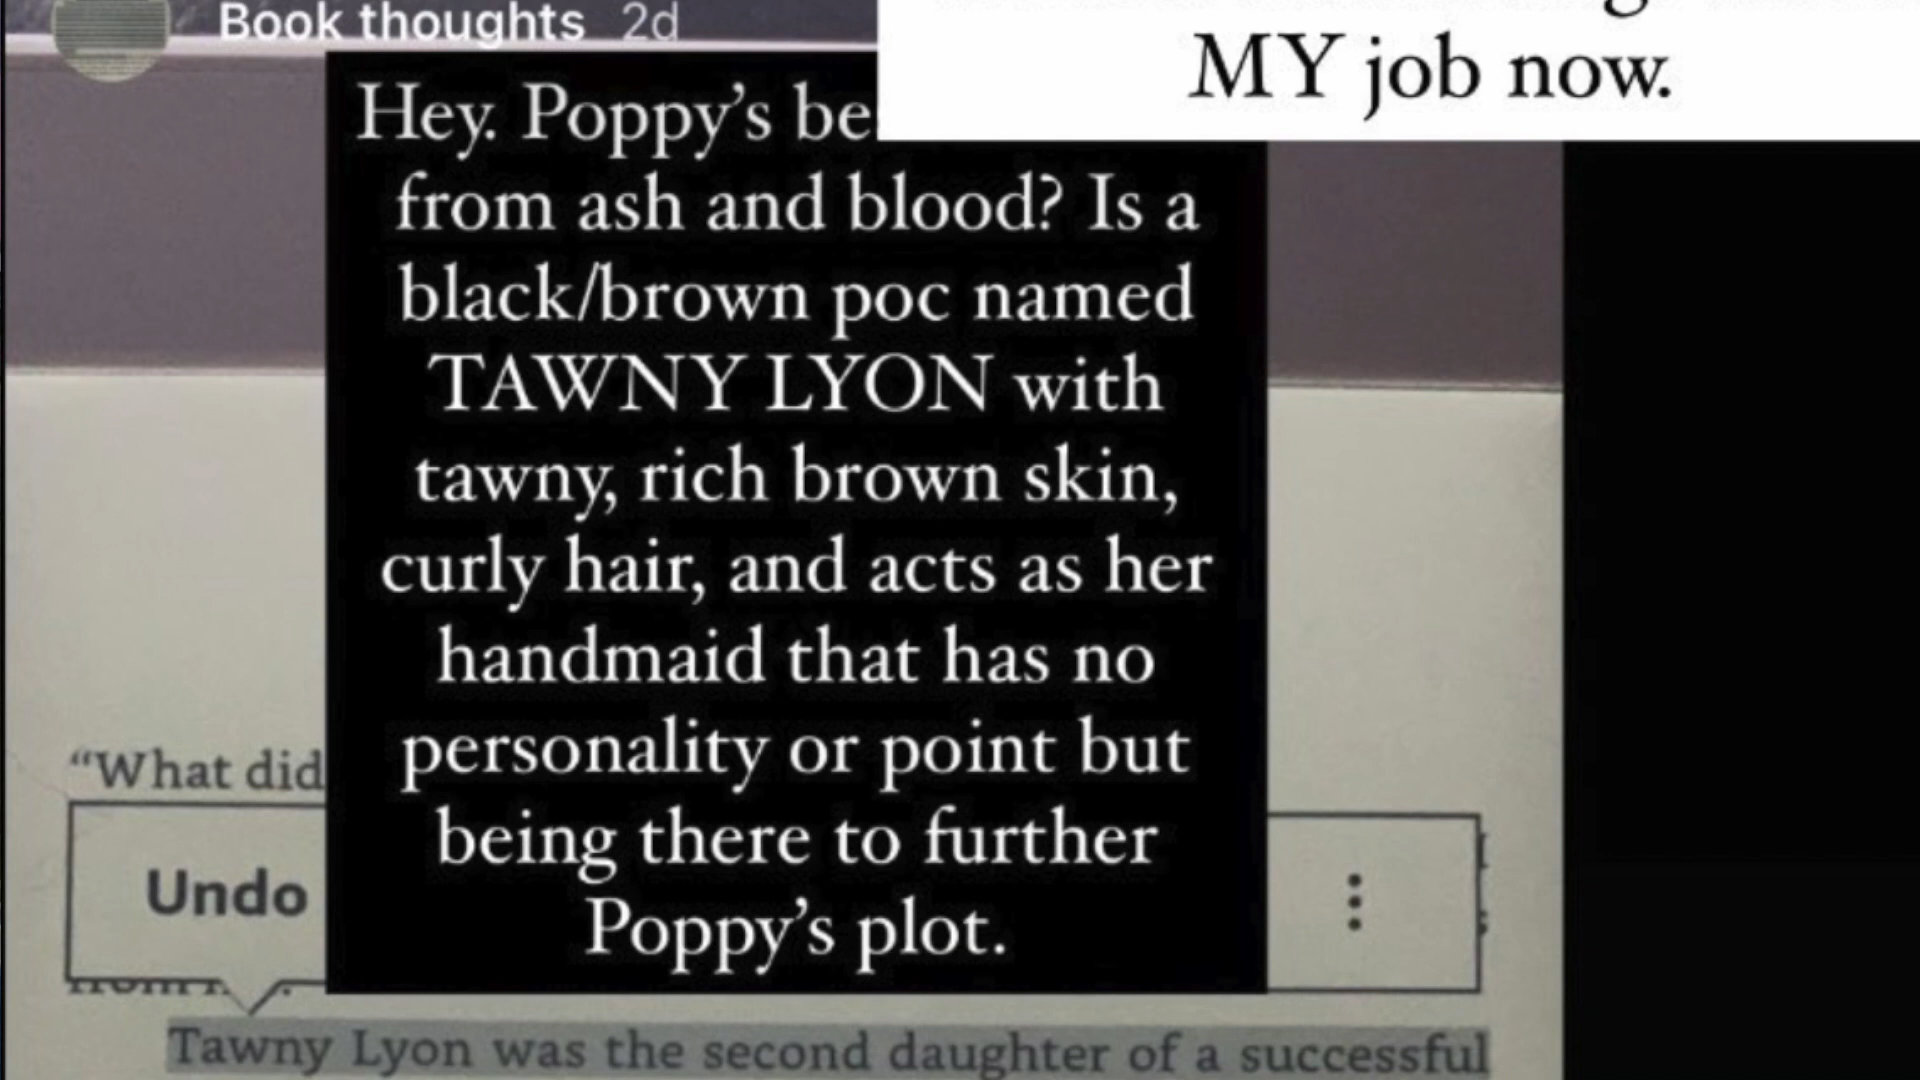 Book thoughts 2d
MY job now.
Hey. Poppy's be
from ash and blood? Is a
black/brown poc named
TAWNY LYON with
tawny, rich brown skin,
curly hair, and acts as her
handmaid that has no
personality or point but
being there to further
Poppy's plot.
“What did
Undo
Tawny Lyon was the second daughter of a successful